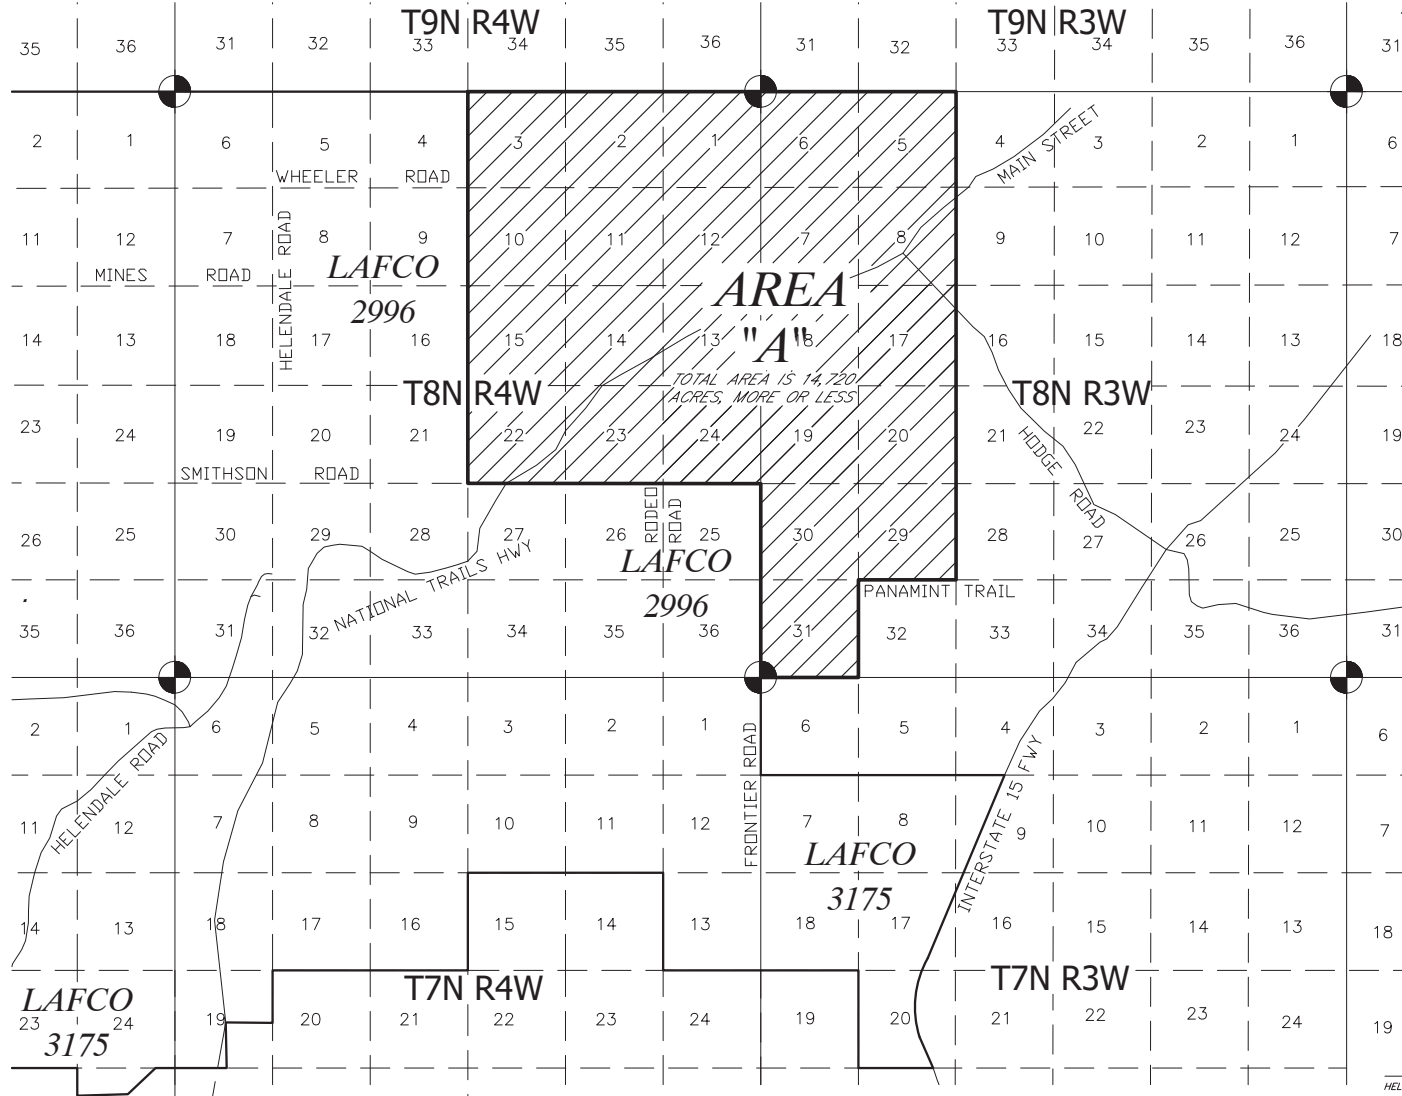 T9N R4W T9N R3W
35 36 31 32 33 34 35 36 31 32 33 34 35 36 31
2 1 6 5 4 3 2 1 6 5 4 3 2 1 6
MAIN STREET
WHEELER ROAD
HELENDALE ROAD
11 12 7 8 9 10 11 12 7 8 9 10 11 12 7
MINES ROAD
LAFCO
2996
AREA
"A"
14 13 18 17 16 15 14 13 18 17 16 15 14 13 18
TOTAL AREA IS 14,720
ACRES, MORE OR LESS
T8N R4W T8N R3W
23 24 19 20 21 22 23 24 19 20 21 22 23 24 19
SMITHSON ROAD
HODGE ROAD
RODEO
ROAD
26 25 30 29 28 27 26 25 30 29 28 27 26 25 30
LAFCO
2996
NATIONAL TRAILS HWY
PANAMINT TRAIL
35 36 31 32 33 34 35 36 31 32 33 34 35 36 31
2 1 6 5 4 3 2 1 6 5 4 3 2 1 6
HELENDALE ROAD
FRONTIER ROAD
INTERSTATE 15 FWY
11 12 7 8 9 10 11 12 7 8 9 10 11 12 7
LAFCO
3175
14 13 18 17 16 15 14 13 18 17 16 15 14 13 18
T7N R4W T7N R3W
LAFCO
3175
23 24 19 20 21 22 23 24 19 20 21 22 23 24 19
HEL